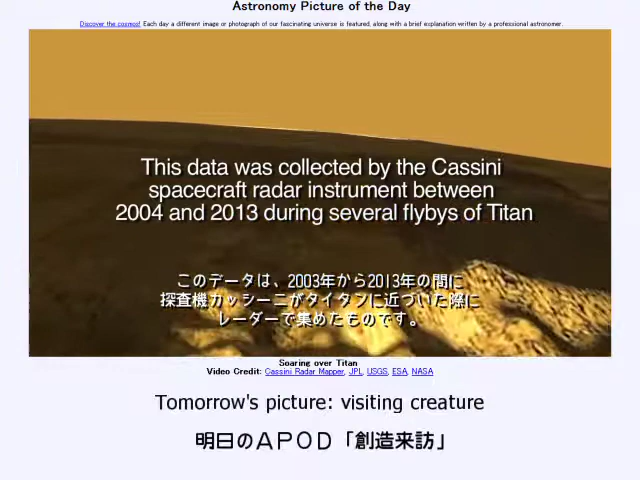 Astronomy Picture of the Day
Discover the cosmos! Each day a different image or photograph of our fascinating universe is featured, along with a brief explanation written by a professional astronomer.
This data was collected by the Cassini
spacecraft radar instrument between
2004 and 2013 during several flybys of Titan
このデータは、2003年から2013年の間に
探査機カッシーニがタイタンに近づいた際に
レーダーで集めたものです。
Soaring over Titan
Video Credit: Cassini Radar Mapper, JPL, USGS, ESA, NASA
Tomorrow's picture: visiting creature
明日のAPOD「創造来訪」